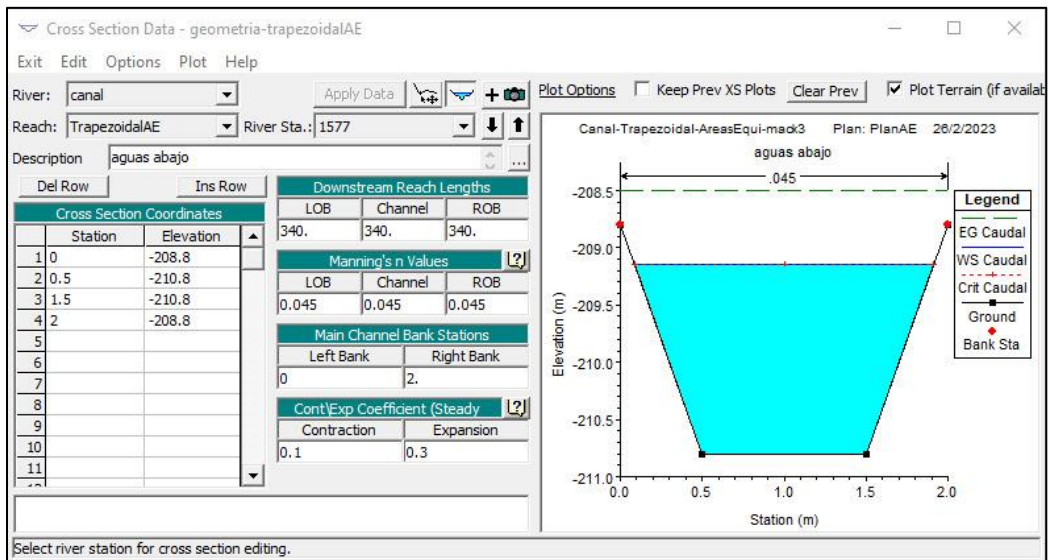 Cross Section Data - geometria-trapezoidalAE
Exit Edit Options Plot Help
River: canal Apply Data +
Reach: TrapezoidalAE River Sta.: 1577
Description aguas abajo ...
Del Row Ins Row
Cross Section Coordinates
Station Elevation
1 0 -208.8
2 0.5 -210.8
3 1.5 -210.8
4 2 -208.8
5
6
7
8
9
10
11
Downstream Reach Lengths
LOB Channel ROB
340. 340. 340.
Manning's n Values ?
LOB Channel ROB
0.045 0.045 0.045
Main Channel Bank Stations
Left Bank Right Bank
0 2.
Cont\Exp Coefficient (Steady ?
Contraction Expansion
0.1 0.3
Plot Options Keep Prev XS Plots Clear Prev Plot Terrain (if availab
Canal-Trapezoidal-AreasEqui-mack3 Plan: PlanAE 26/2/2023
aguas abajo
.045
-208.5
-209.0
-209.5
-210.0
-210.5
-211.0
Elevation (m)
0.0 0.5 1.0 1.5 2.0
Station (m)
Legend
EG Caudal
WS Caudal
Crit Caudal
Ground
Bank Sta
Select river station for cross section editing.